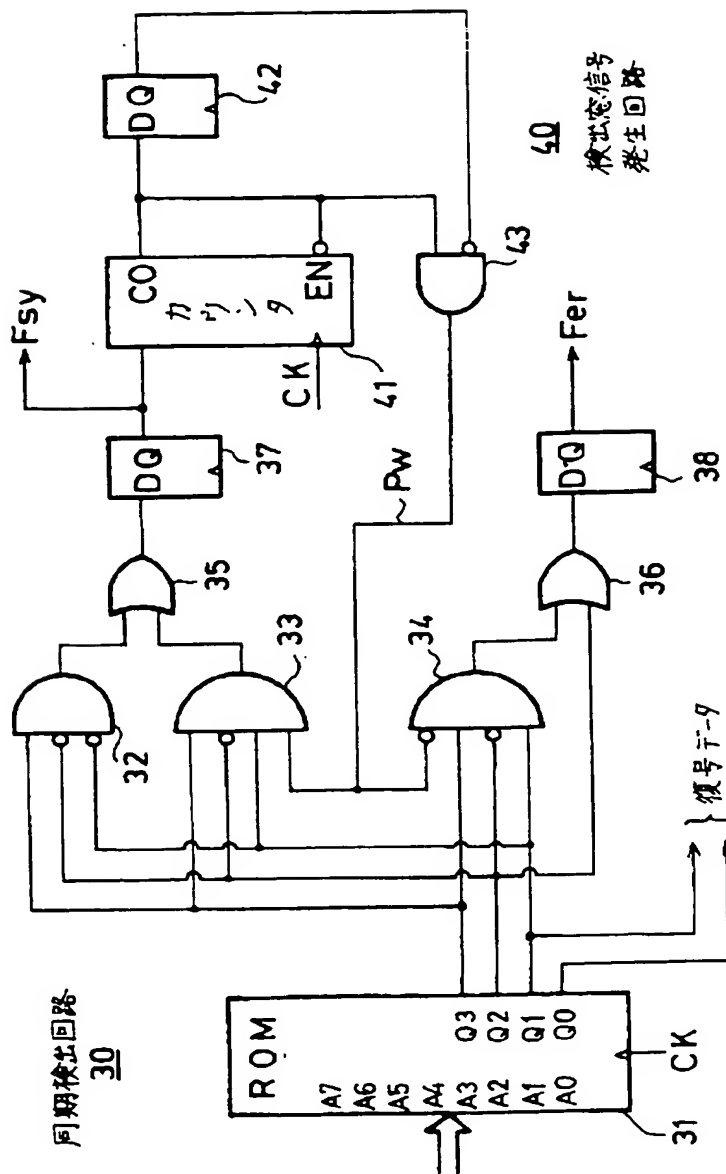 同期検出回路
30
ROM
A7
A6
A5
A4
A3
A2
A1
A0
Q3
Q2
Q1
Q0
CK
31
32
33
34
35
36
DQ
37
Fsy
DQ
38
Fer
Pw
CO
カウンタ
EN
CK
41
DQ
42
43
40
検出窓信号
発生回路
復号データ